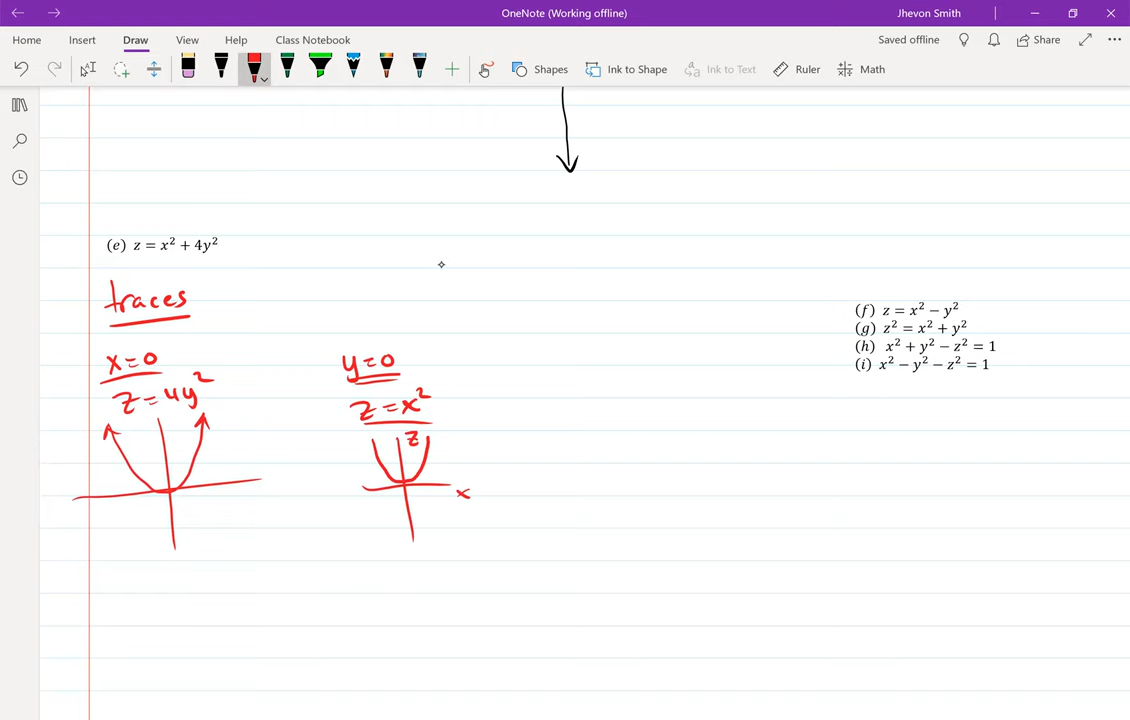 OneNote (Working offline)
Jhevon Smith
Home Insert Draw View Help Class Notebook
Saved offline
Share
Shapes
Ink to Shape
Ink to Text
Ruler
Math
(e) z = x² + 4y²
traces
x=0
z=4y²
y=0
z=x²
z
x
(f) z = x² − y²
(g) z² = x² + y²
(h) x² + y² − z² = 1
(i) x² − y² − z² = 1